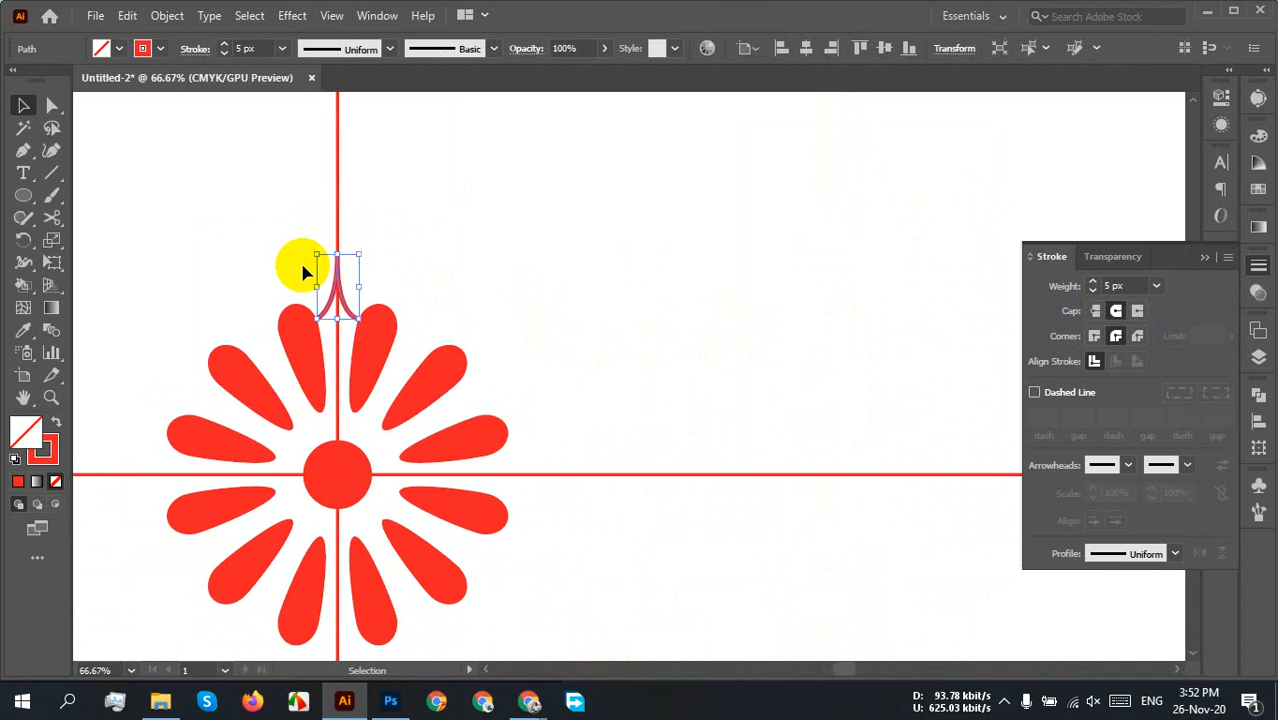 Ai File Edit Object Type Select Effect View Window Help Essentials Search Adobe Stock
Path Stroke: 5 px Uniform Basic Opacity: 100% Style: Transform
Untitled-2* @ 66.67% (CMYK/GPU Preview)
Stroke Transparency
Weight: 5 px
Cap:
Corner: Limit:
Align Stroke:
Dashed Line
dash gap dash gap dash gap
Arrowheads:
Scale: 100% 100%
Align:
Profile: Uniform
66.67% 1 Selection
Ai Ps D: 93.78 kbit/s ENG 3:52 PM
U: 625.03 kbit/s 26-Nov-20